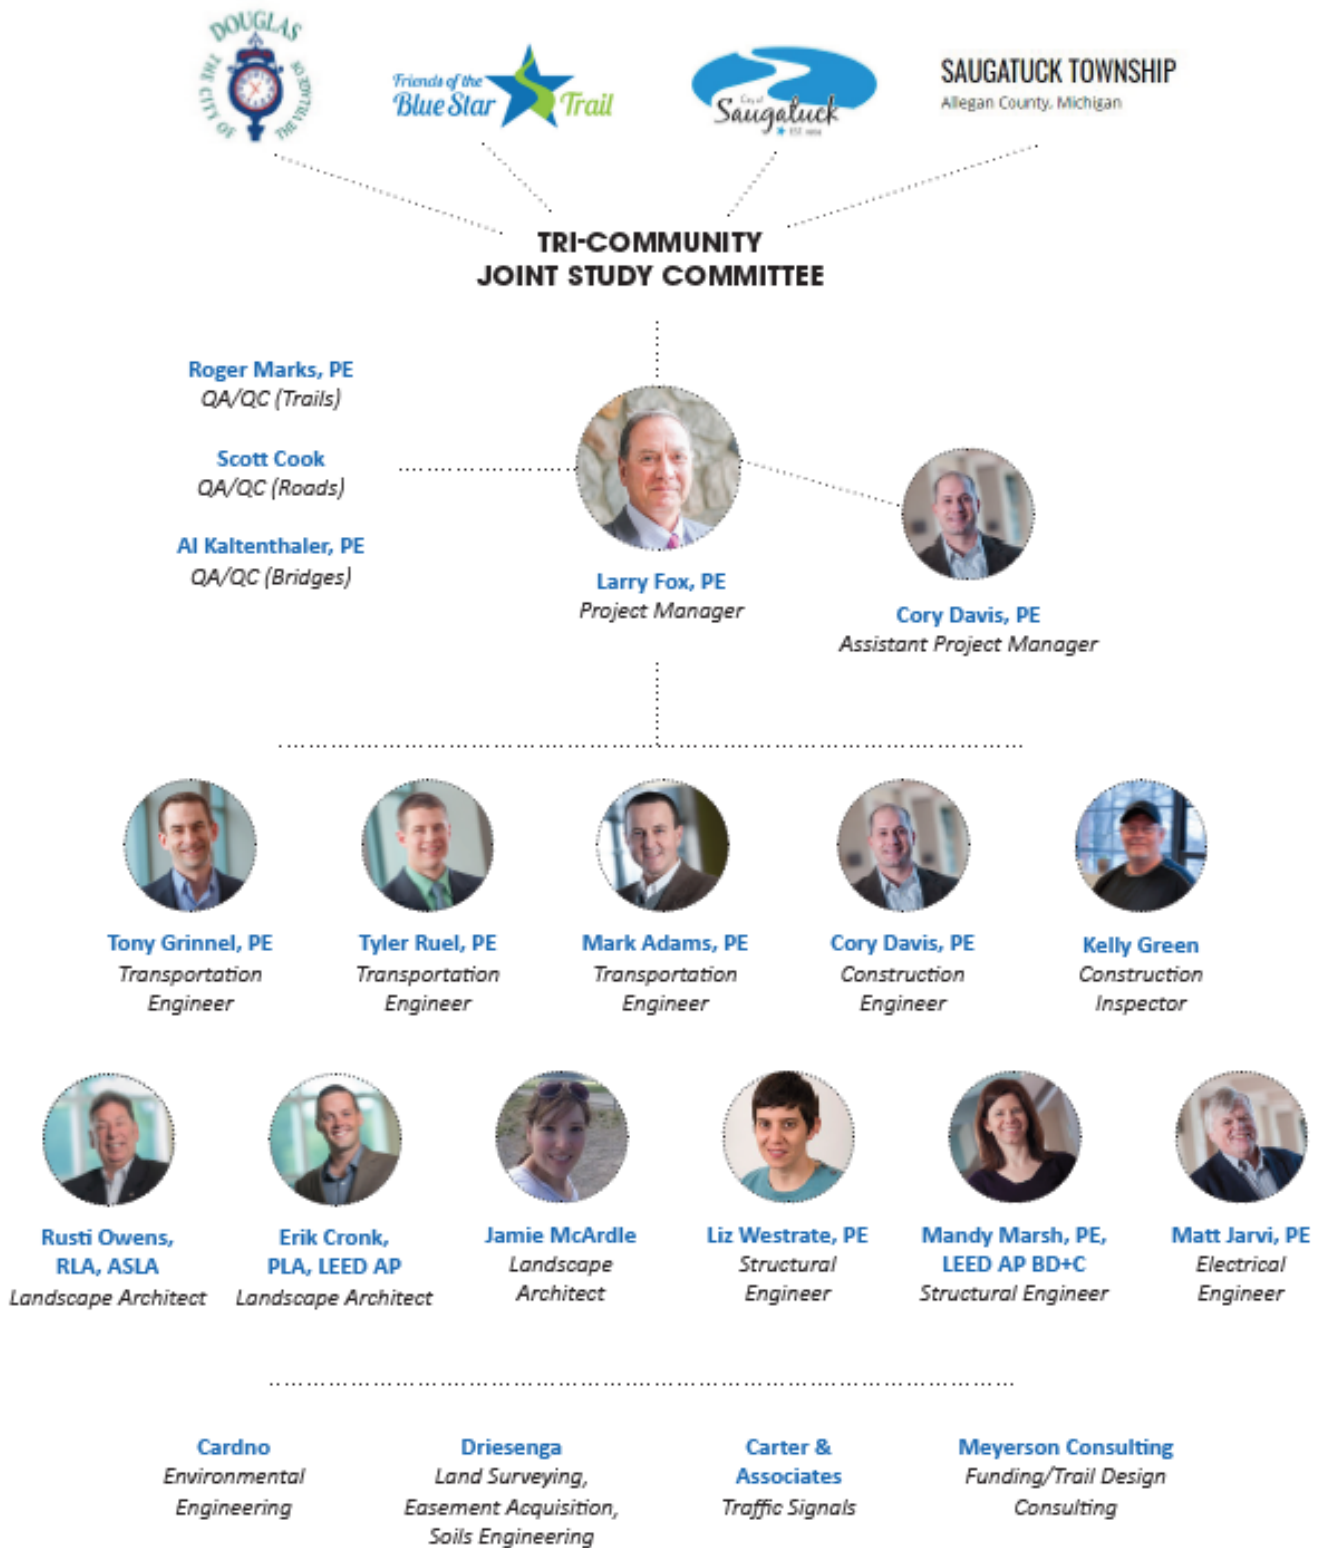 DOUGLAS
THE CITY OF
THE VILLAGE OF
Friends of the
Blue Star Trail
City of
Saugatuck
SAUGATUCK TOWNSHIP
Allegan County, Michigan
TRI-COMMUNITY
JOINT STUDY COMMITTEE
Roger Marks, PE
QA/QC (Trails)
Scott Cook
QA/QC (Roads)
Al Kaltenthaler, PE
QA/QC (Bridges)
Larry Fox, PE
Project Manager
Cory Davis, PE
Assistant Project Manager
Tony Grinnel, PE
Transportation
Engineer
Tyler Ruel, PE
Transportation
Engineer
Mark Adams, PE
Transportation
Engineer
Cory Davis, PE
Construction
Engineer
Kelly Green
Construction
Inspector
Rusti Owens,
RLA, ASLA
Landscape Architect
Erik Cronk,
PLA, LEED AP
Landscape Architect
Jamie McArdle
Landscape
Architect
Liz Westrate, PE
Structural
Engineer
Mandy Marsh, PE,
LEED AP BD+C
Structural Engineer
Matt Jarvi, PE
Electrical
Engineer
Cardno
Environmental
Engineering
Driesenga
Land Surveying,
Easement Acquisition,
Soils Engineering
Carter &
Associates
Traffic Signals
Meyerson Consulting
Funding/Trail Design
Consulting